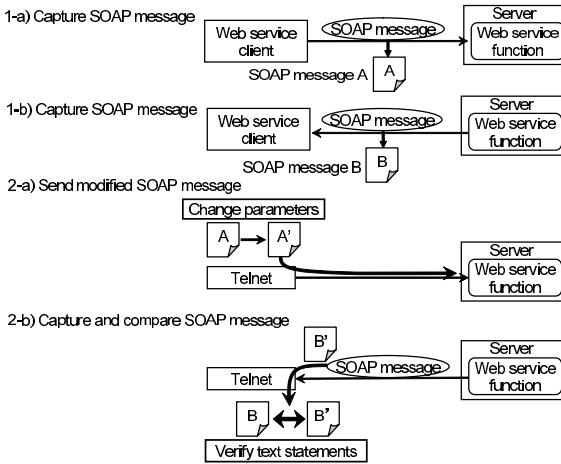 1-a) Capture SOAP message
Web service
client
SOAP message
Server
Web service
function
SOAP message A
A
1-b) Capture SOAP message
Web service
client
SOAP message
Server
Web service
function
SOAP message B
B
2-a) Send modified SOAP message
Change parameters
A
A'
Telnet
Server
Web service
function
2-b) Capture and compare SOAP message
B'
Telnet
SOAP message
Server
Web service
function
B
B'
Verify text statements